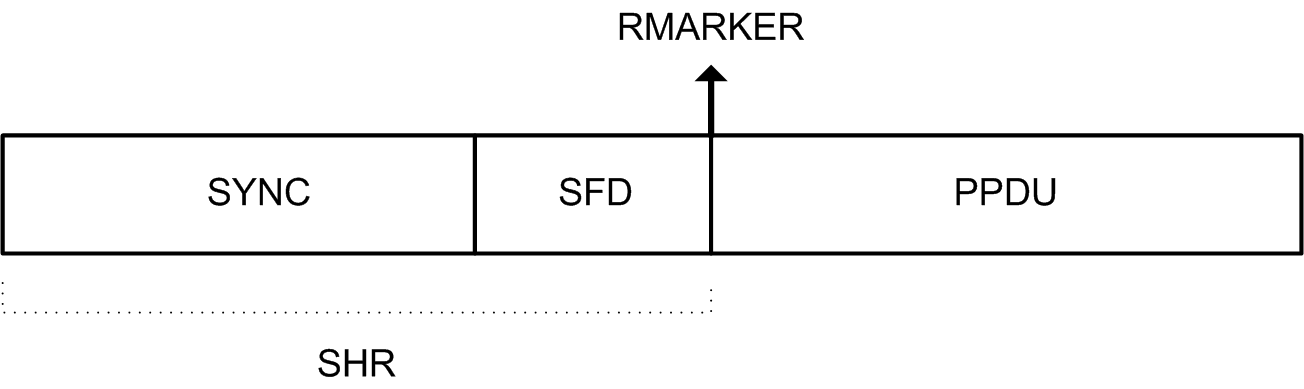 RMARKER
SYNC SFD PPDU
SHR